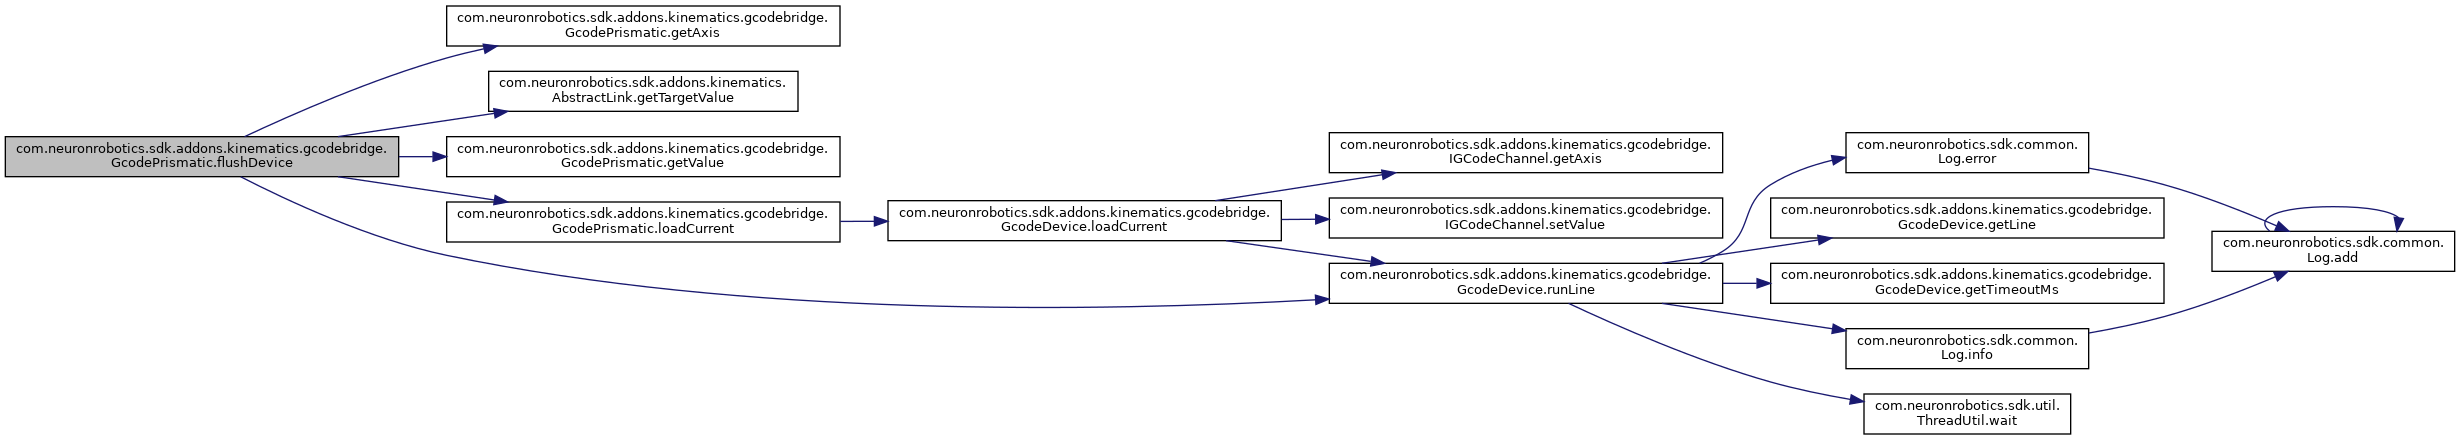 com.neuronrobotics.sdk.addons.kinematics.gcodebridge.
GcodePrismatic.flushDevice
com.neuronrobotics.sdk.addons.kinematics.gcodebridge.
GcodePrismatic.getAxis
com.neuronrobotics.sdk.addons.kinematics.
AbstractLink.getTargetValue
com.neuronrobotics.sdk.addons.kinematics.gcodebridge.
GcodePrismatic.getValue
com.neuronrobotics.sdk.addons.kinematics.gcodebridge.
GcodePrismatic.loadCurrent
com.neuronrobotics.sdk.addons.kinematics.gcodebridge.
GcodeDevice.loadCurrent
com.neuronrobotics.sdk.addons.kinematics.gcodebridge.
IGCodeChannel.getAxis
com.neuronrobotics.sdk.addons.kinematics.gcodebridge.
IGCodeChannel.setValue
com.neuronrobotics.sdk.addons.kinematics.gcodebridge.
GcodeDevice.runLine
com.neuronrobotics.sdk.common.
Log.error
com.neuronrobotics.sdk.addons.kinematics.gcodebridge.
GcodeDevice.getLine
com.neuronrobotics.sdk.addons.kinematics.gcodebridge.
GcodeDevice.getTimeoutMs
com.neuronrobotics.sdk.common.
Log.info
com.neuronrobotics.sdk.util.
ThreadUtil.wait
com.neuronrobotics.sdk.common.
Log.add